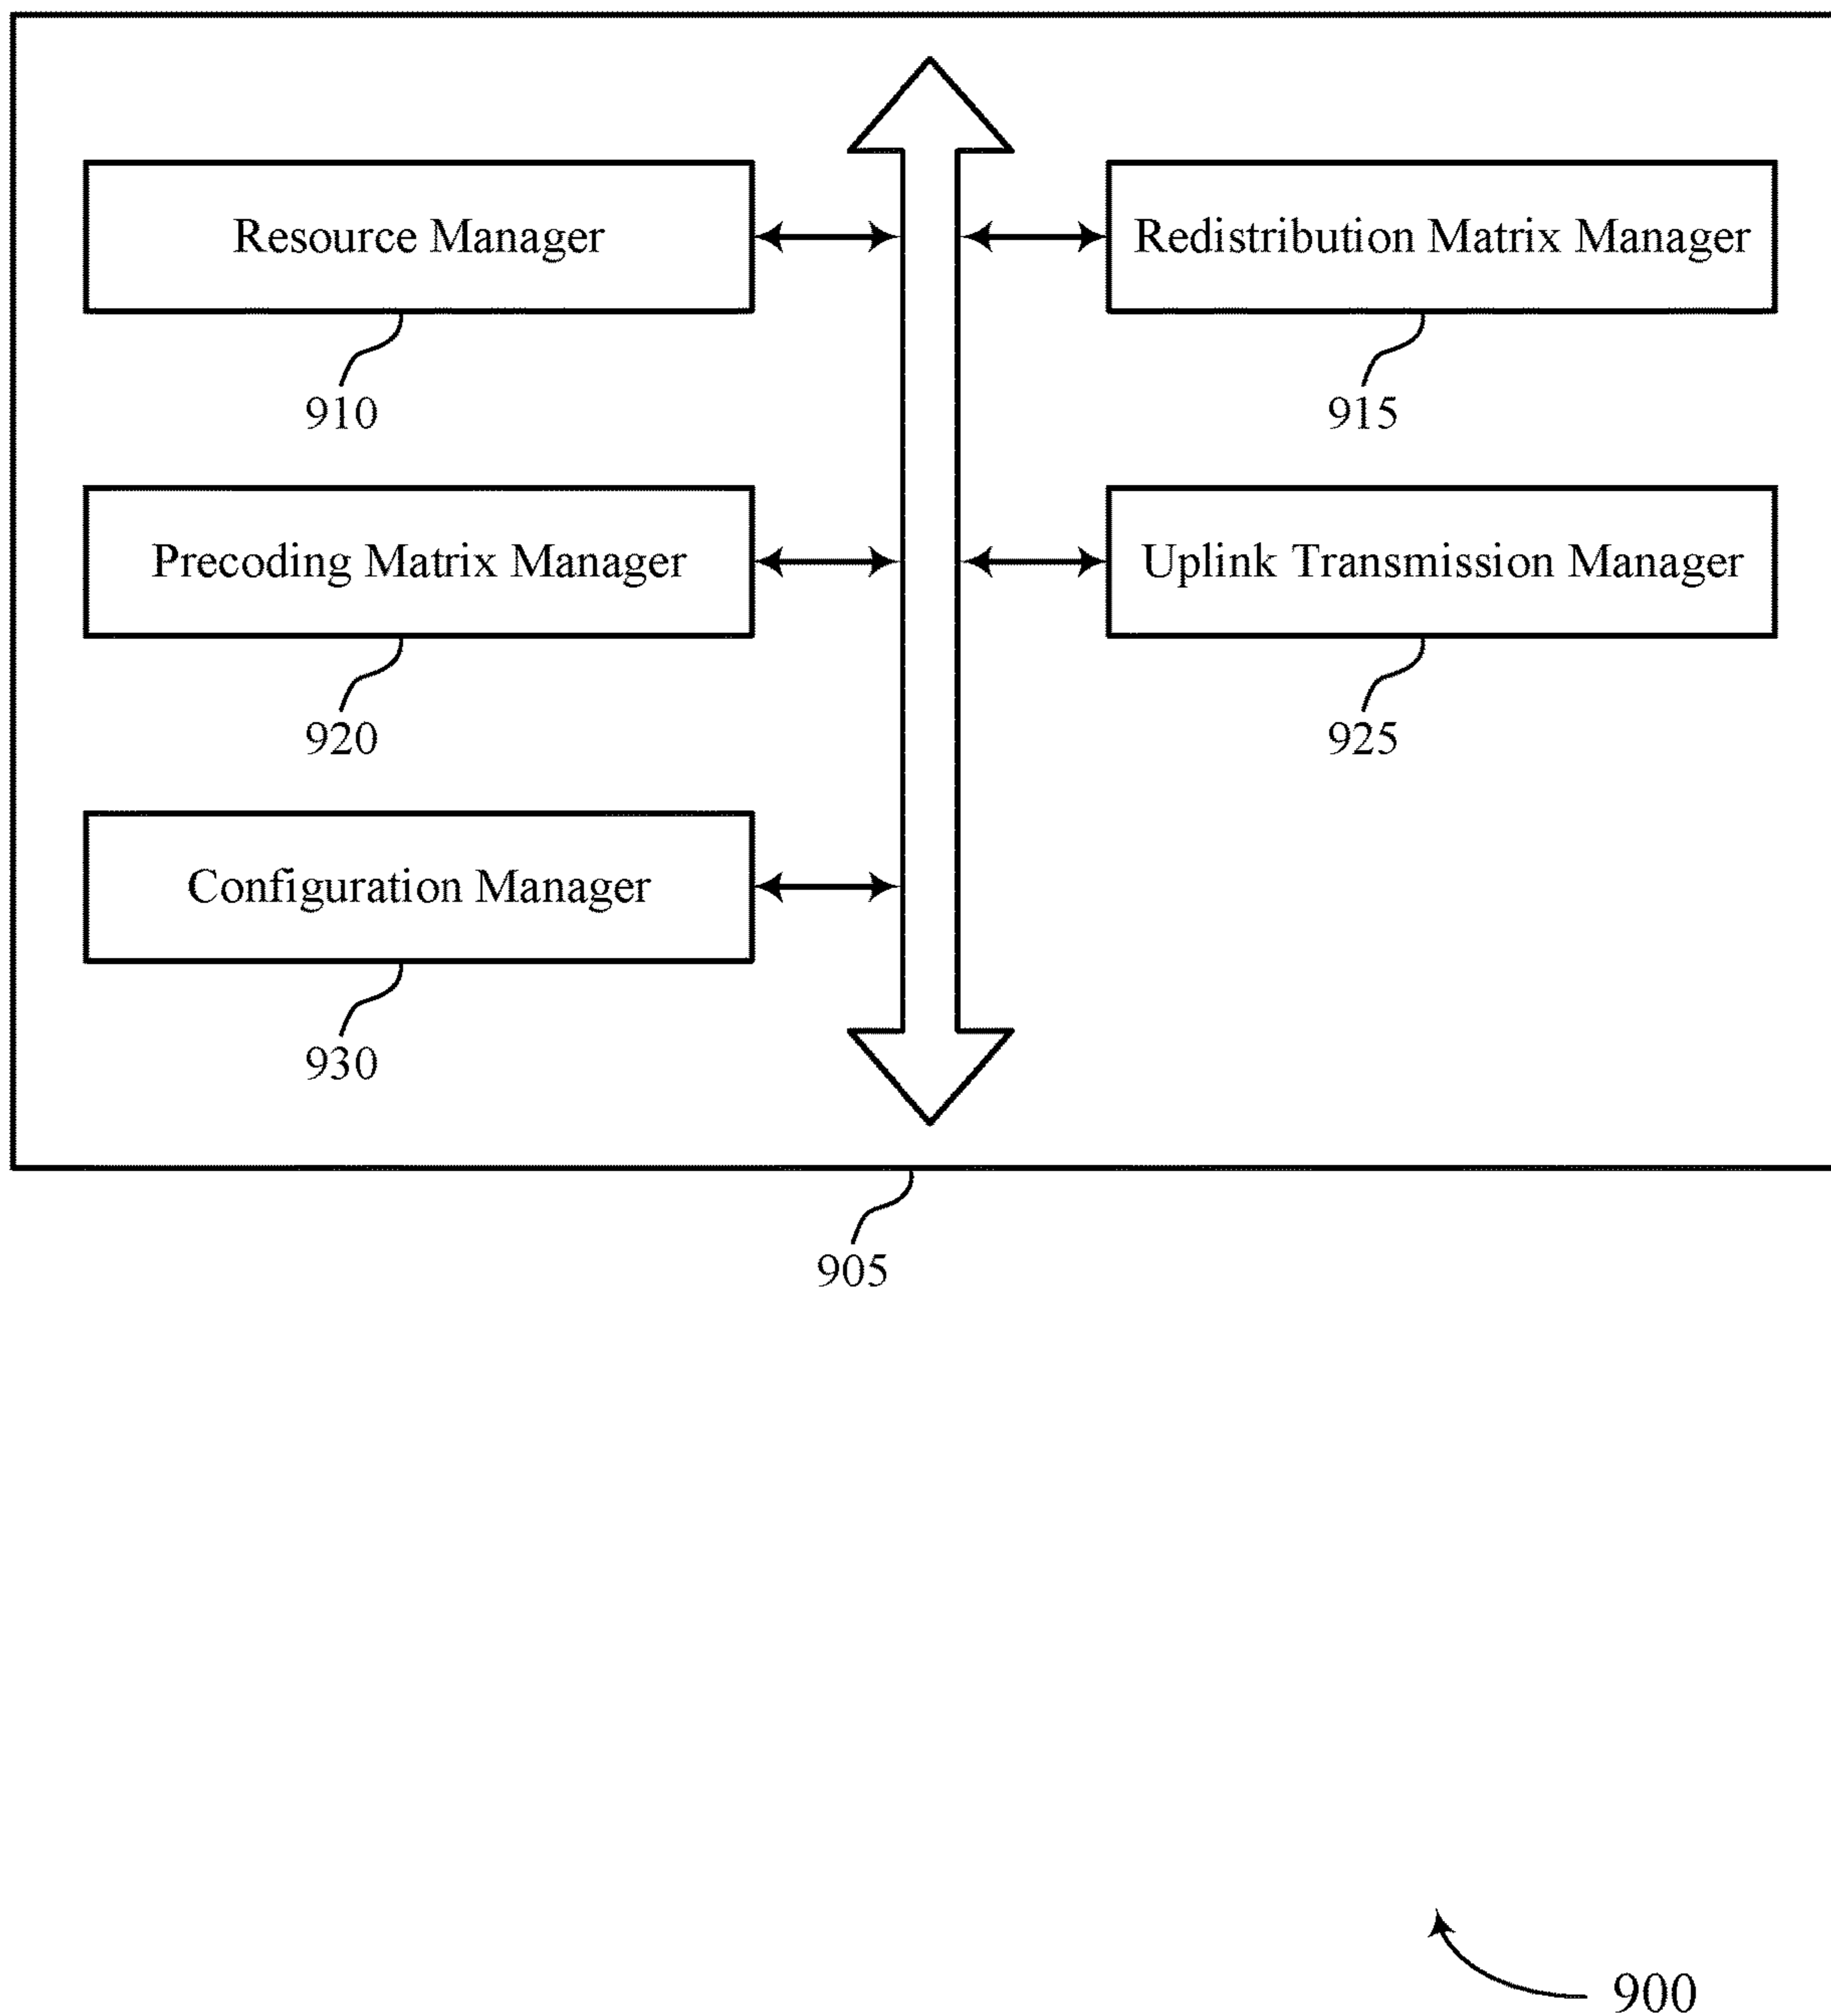 Resource Manager
Redistribution Matrix Manager
910
915
Precoding Matrix Manager
Uplink Transmission Manager
920
925
Configuration Manager
930
905
900